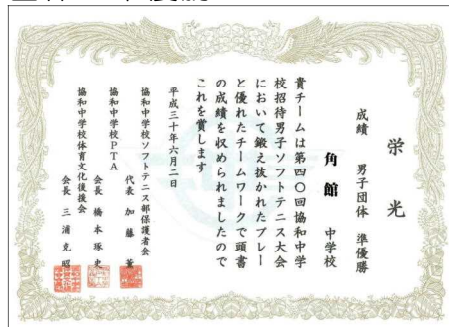 栄光
成績 男子団体 準優勝
角館 中学校
貴チームは第四〇回協和中学
校招待男子ソフトテニス大会
において鍛え抜かれたプレー
と優れたチームワークで頭書
の成績を収められましたので
これを賞します
平成三十年六月二日
協和中学校ソフトテニス部保護者会
代表 加藤 薫
協和中学校PTA
会長 橋本琢史
協和中学校体育文化後援会
会長 三浦克昭